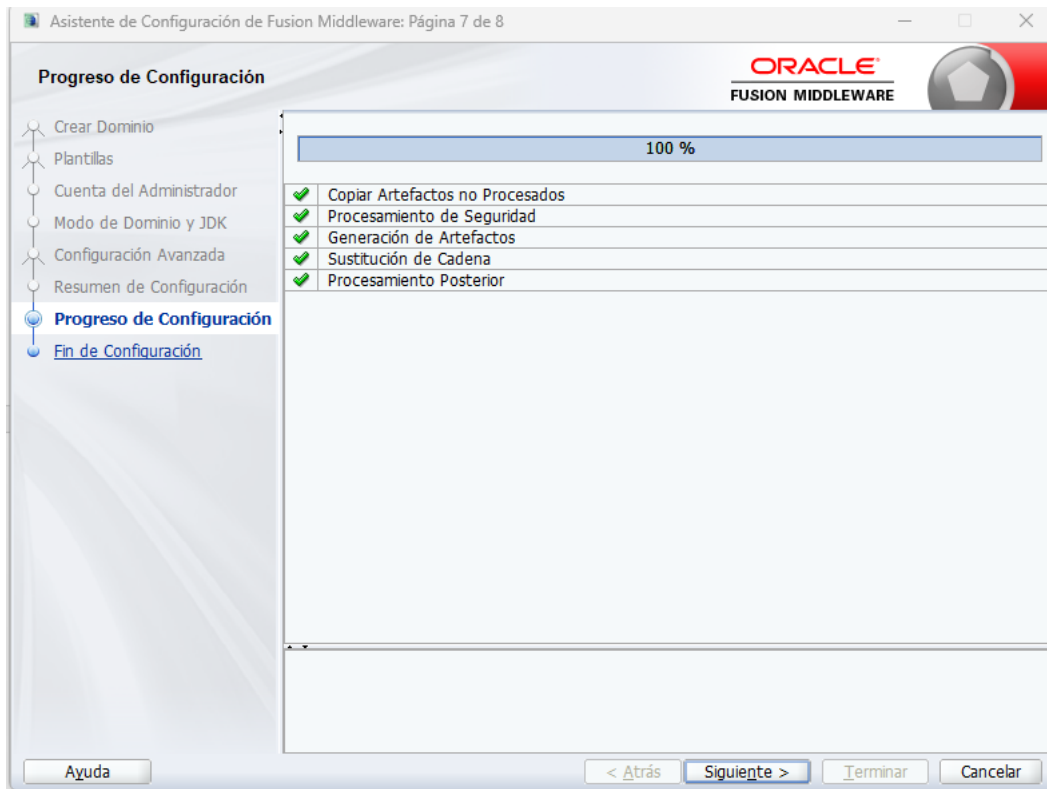 Asistente de Configuración de Fusion Middleware: Página 7 de 8
Progreso de Configuración
ORACLE
FUSION MIDDLEWARE
Crear Dominio
Plantillas
Cuenta del Administrador
Modo de Dominio y JDK
Configuración Avanzada
Resumen de Configuración
Progreso de Configuración
Fin de Configuración
100 %
Copiar Artefactos no Procesados
Procesamiento de Seguridad
Generación de Artefactos
Sustitución de Cadena
Procesamiento Posterior
Ayuda
< Atrás
Siguiente >
Terminar
Cancelar